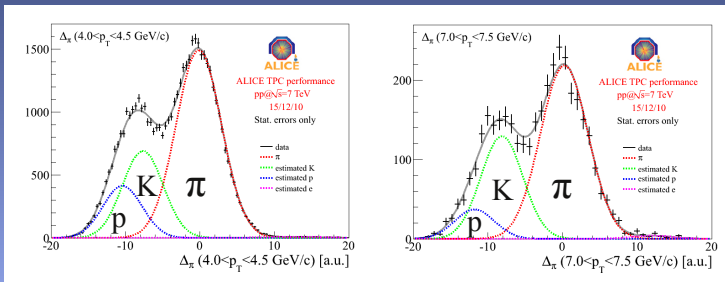 Δπ (4.0<pT<4.5 GeV/c)
ALICE
ALICE TPC performance
pp@√s=7 TeV
15/12/10
Stat. errors only
data
π
estimated K
estimated p
estimated e
1500
1000
500
0
p
K
π
-20
-10
0
10
20
Δπ (4.0<pT<4.5 GeV/c) [a.u.]
Δπ (7.0<pT<7.5 GeV/c)
ALICE
ALICE TPC performance
pp@√s=7 TeV
15/12/10
Stat. errors only
data
π
estimated K
estimated p
estimated e
200
100
0
p
K
π
-20
-10
0
10
20
Δπ (7.0<pT<7.5 GeV/c) [a.u.]